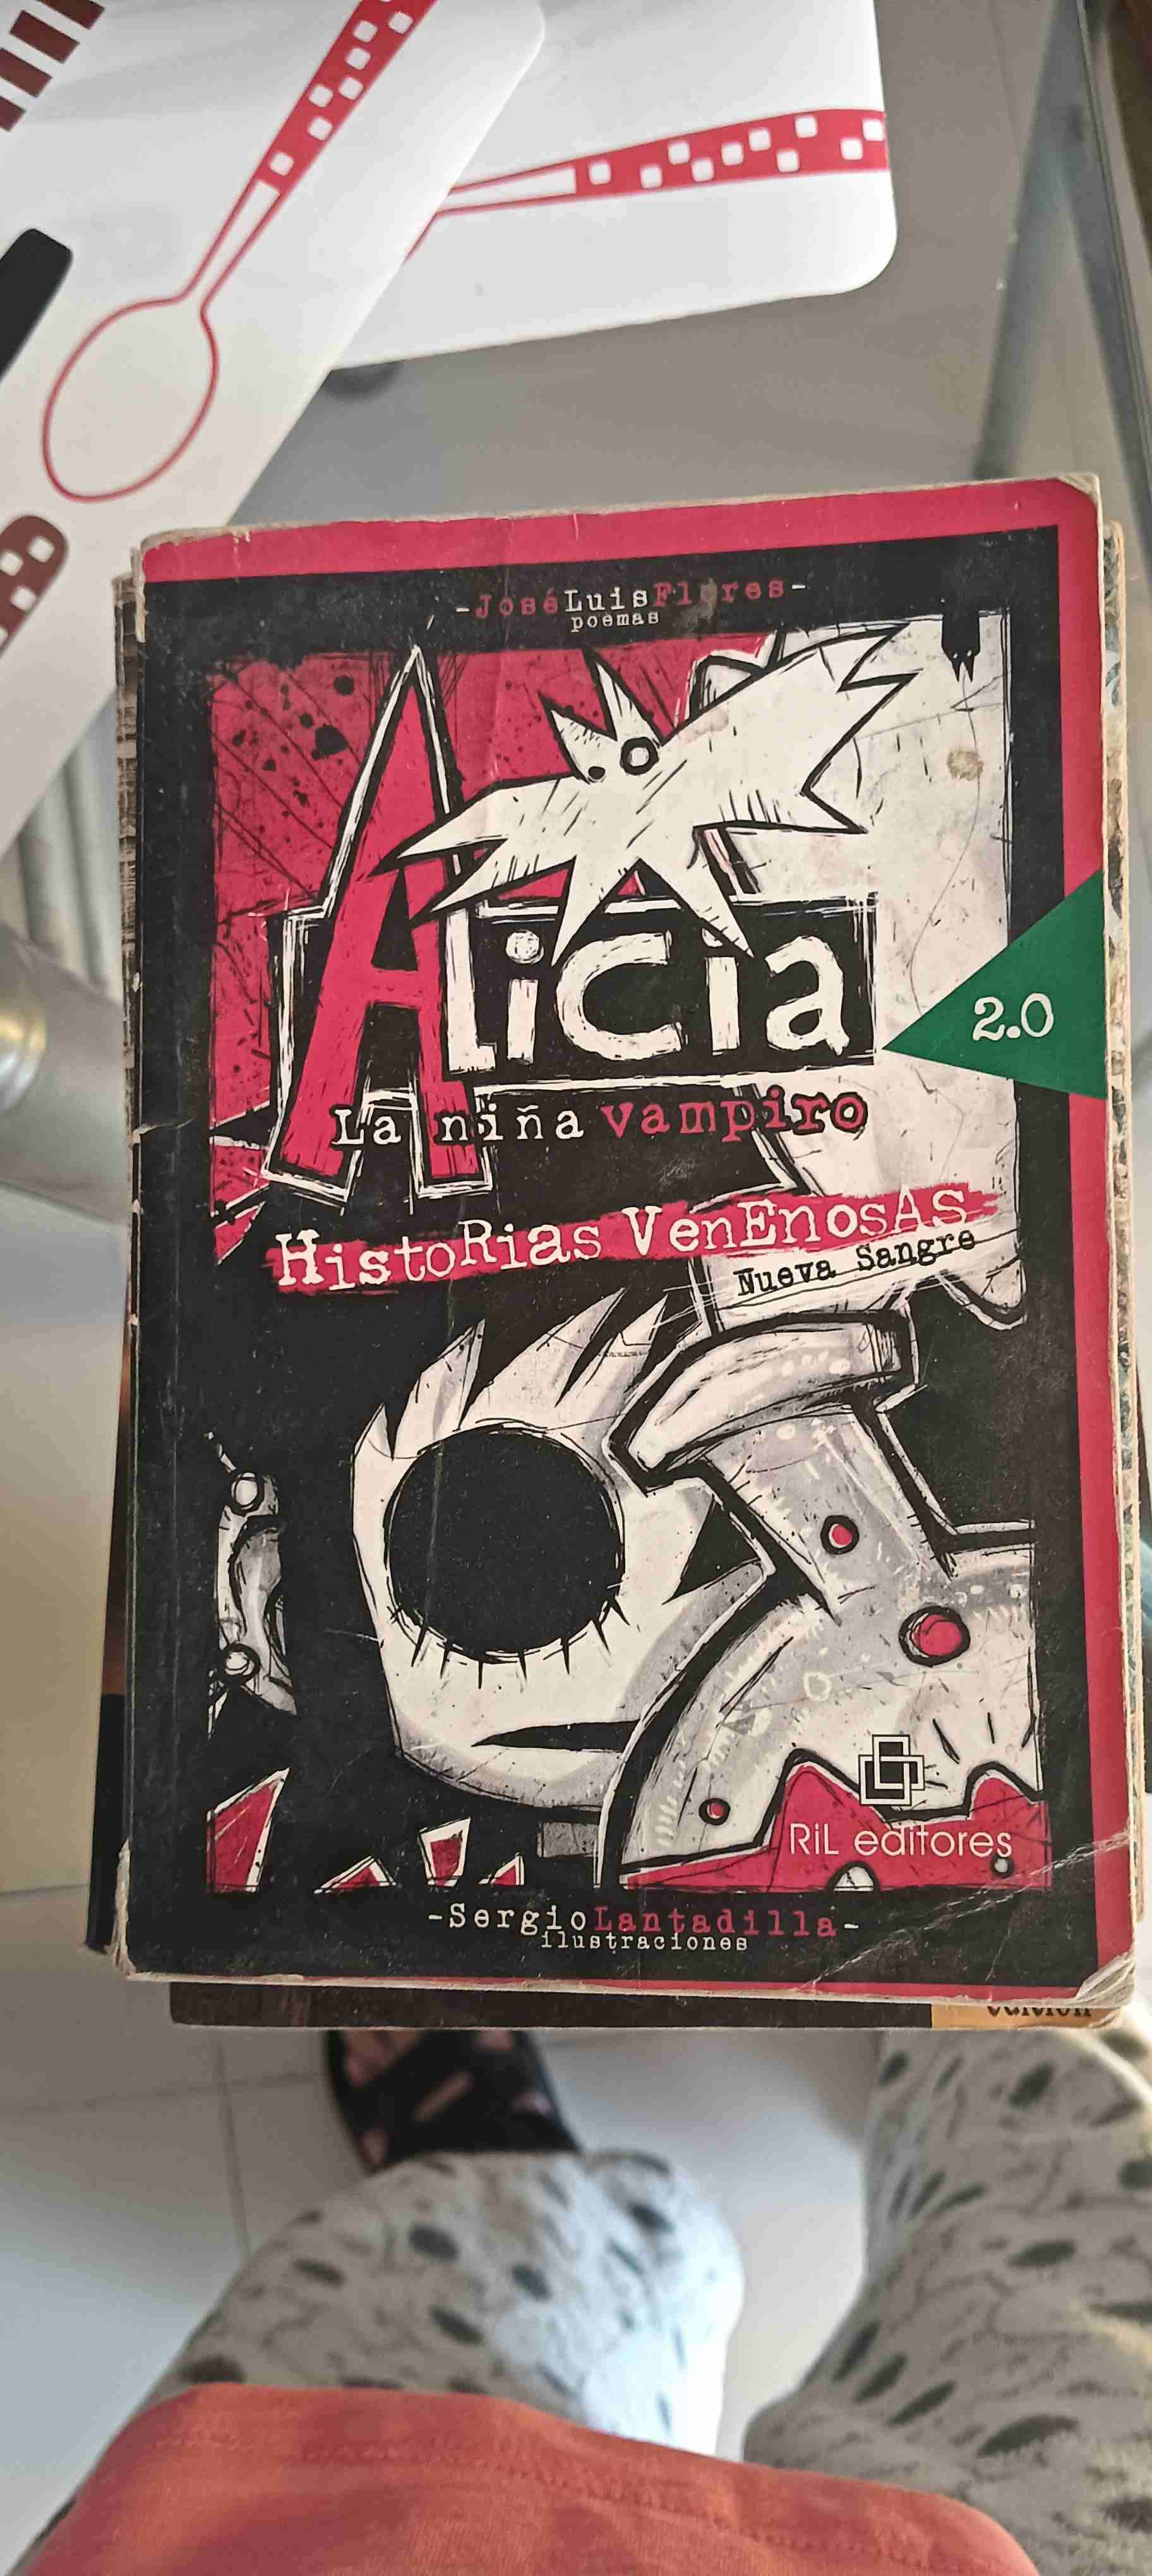 -JoséLuisFlores-
poemas
Alicia
2.0
La niña vampiro
HistoRias VenEnosAs
Nueva Sangre
RiL editores
-SergioLantadilla-
ilustraciones